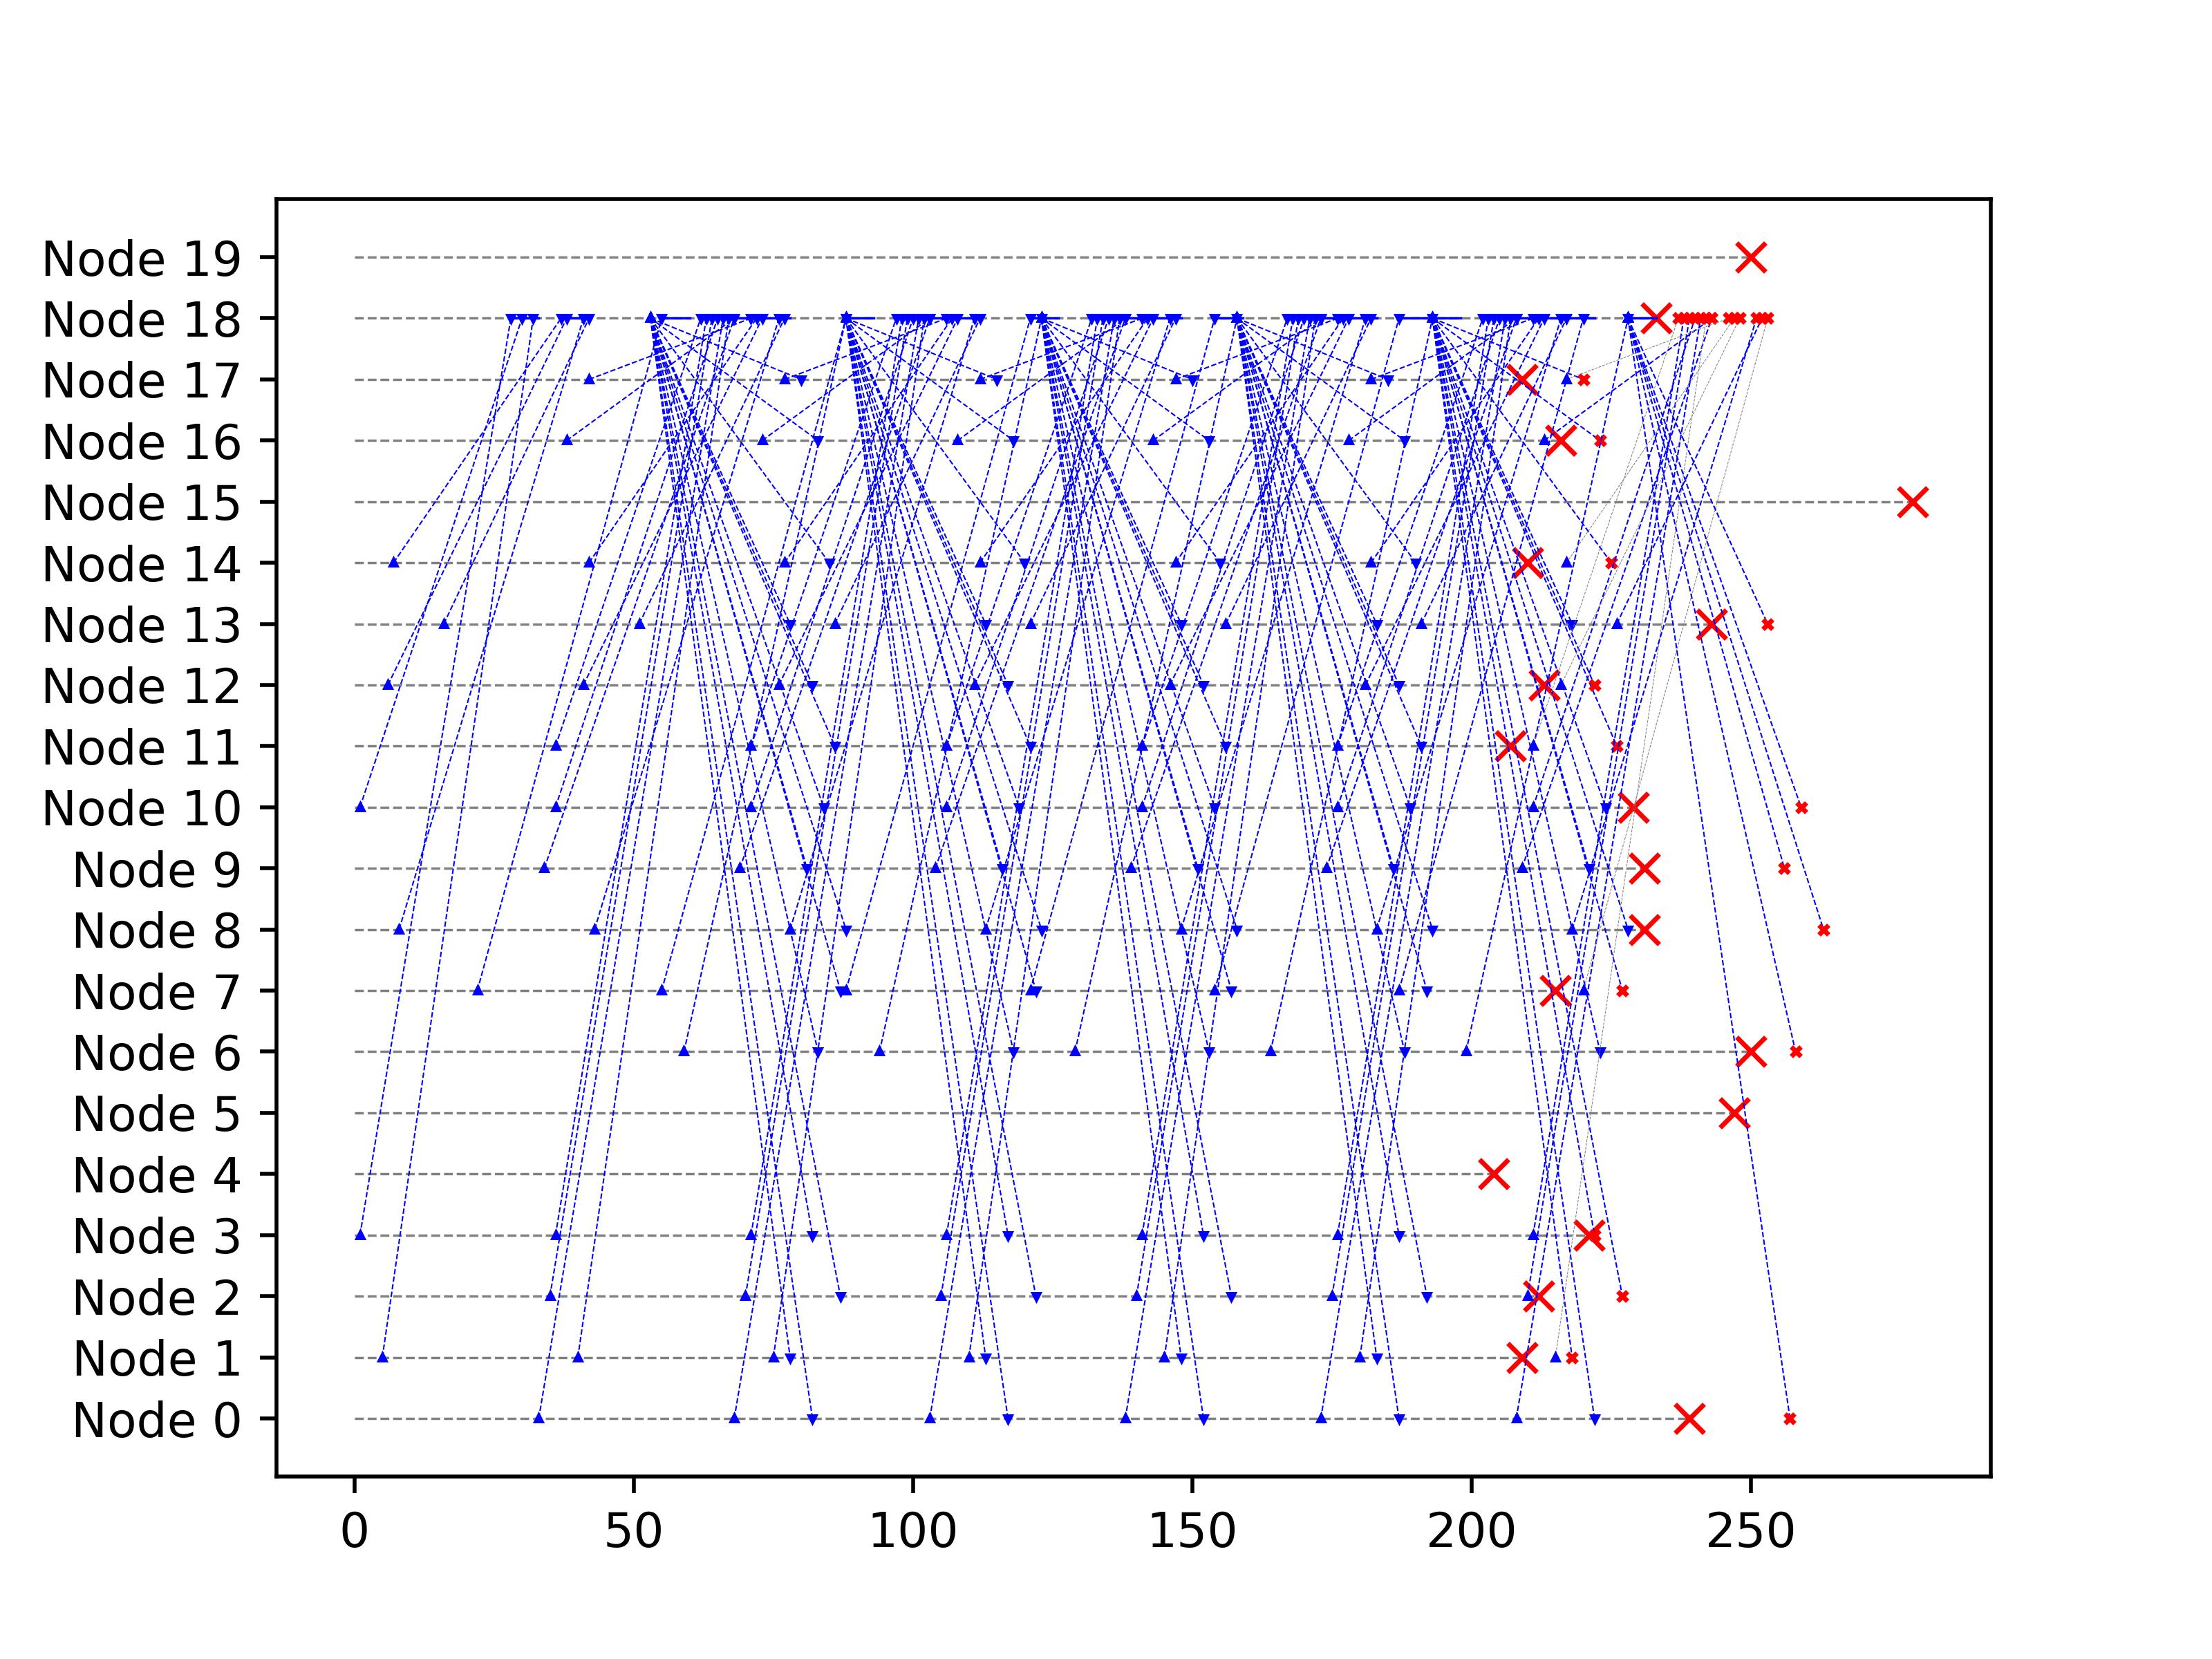 Node 19
Node 18
Node 17
Node 16
Node 15
Node 14
Node 13
Node 12
Node 11
Node 10
Node 9
Node 8
Node 7
Node 6
Node 5
Node 4
Node 3
Node 2
Node 1
Node 0
0 50 100 150 200 250